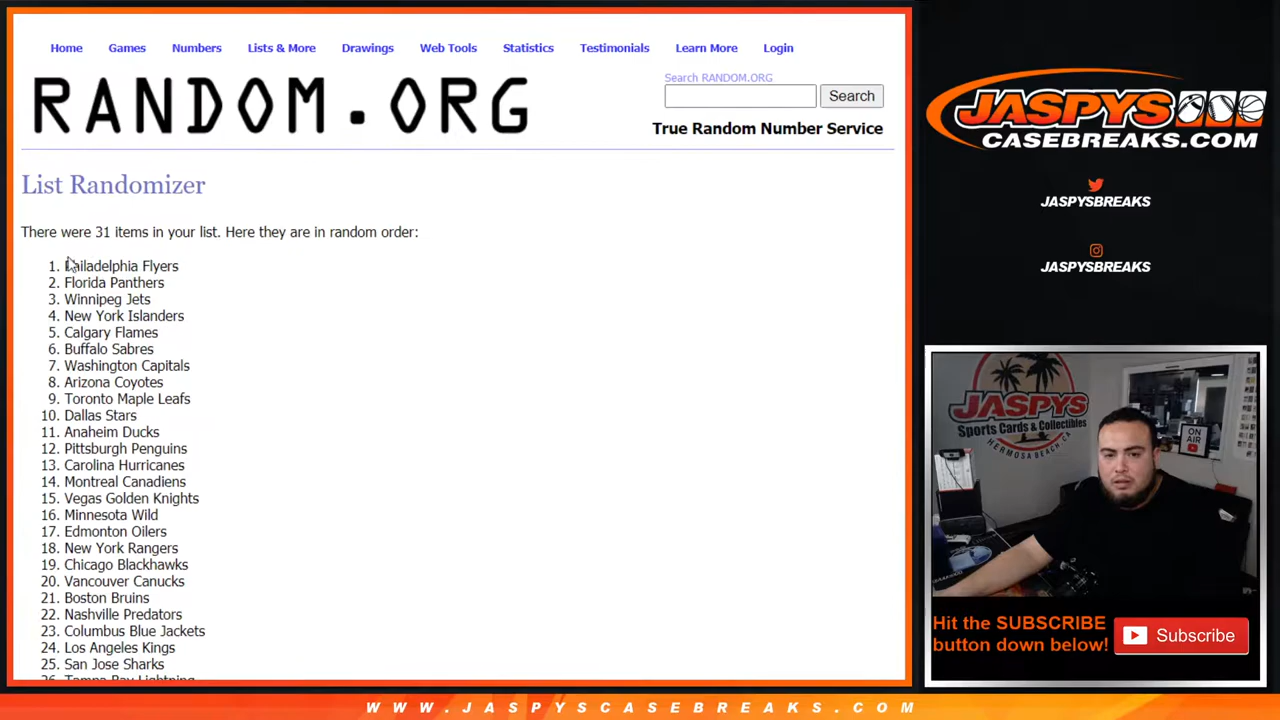 Home Games Numbers Lists & More Drawings Web Tools Statistics Testimonials Learn More Login
RANDOM.ORG
Search RANDOM.ORG
Search
True Random Number Service
List Randomizer
There were 31 items in your list. Here they are in random order:
1. Philadelphia Flyers
2. Florida Panthers
3. Winnipeg Jets
4. New York Islanders
5. Calgary Flames
6. Buffalo Sabres
7. Washington Capitals
8. Arizona Coyotes
9. Toronto Maple Leafs
10. Dallas Stars
11. Anaheim Ducks
12. Pittsburgh Penguins
13. Carolina Hurricanes
14. Montreal Canadiens
15. Vegas Golden Knights
16. Minnesota Wild
17. Edmonton Oilers
18. New York Rangers
19. Chicago Blackhawks
20. Vancouver Canucks
21. Boston Bruins
22. Nashville Predators
23. Columbus Blue Jackets
24. Los Angeles Kings
25. San Jose Sharks
26. Tampa Bay Lightning
JASPYS
CASEBREAKS.COM
JASPYSBREAKS
JASPYSBREAKS
JASPYS
Sports Cards & Collectibles
HERMOSA BEACH, CA
ON
AIR
Hit the SUBSCRIBE
button down below!
Subscribe
WWW.JASPYSCASEBREAKS.COM